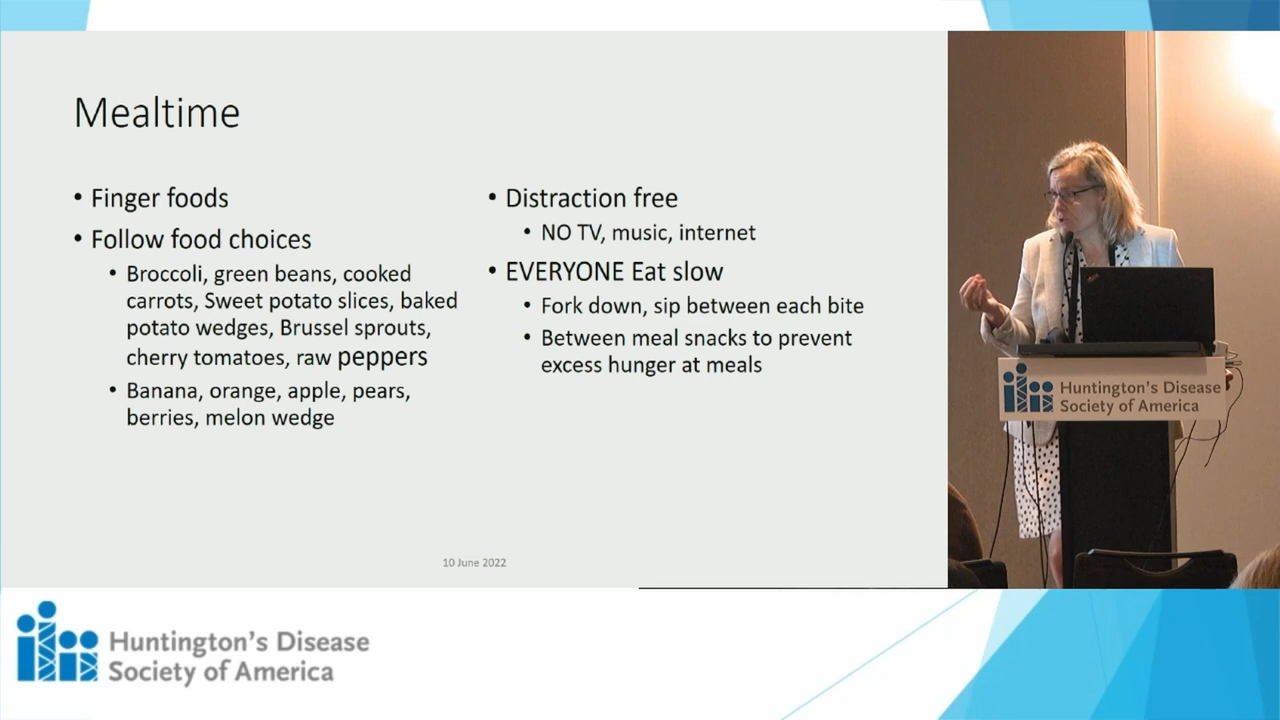 Mealtime
• Finger foods
• Follow food choices
• Broccoli, green beans, cooked
carrots, Sweet potato slices, baked
potato wedges, Brussel sprouts,
cherry tomatoes, raw peppers
• Banana, orange, apple, pears,
berries, melon wedge
• Distraction free
• NO TV, music, internet
• EVERYONE Eat slow
• Fork down, sip between each bite
• Between meal snacks to prevent
excess hunger at meals
10 June 2022
Huntington's Disease
Society of America
Huntington's Disease
Society of America